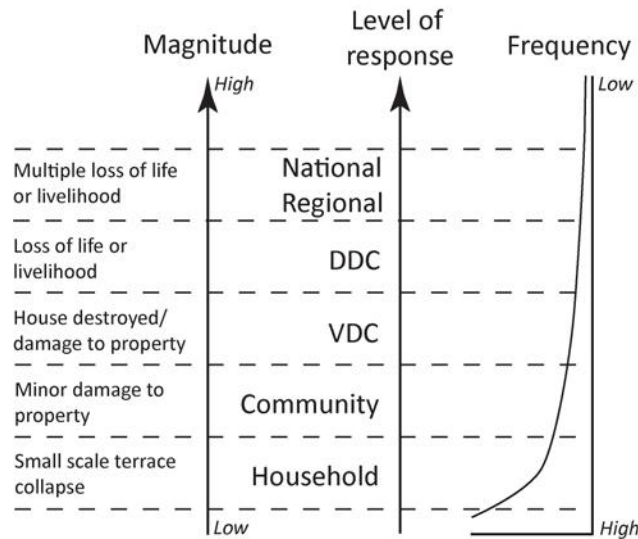 Magnitude
Level of
response
Frequency
High
Low
Multiple loss of life
or livelihood
National
Regional
Loss of life or
livelihood
DDC
House destroyed/
damage to property
VDC
Minor damage to
property
Community
Small scale terrace
collapse
Household
Low
High